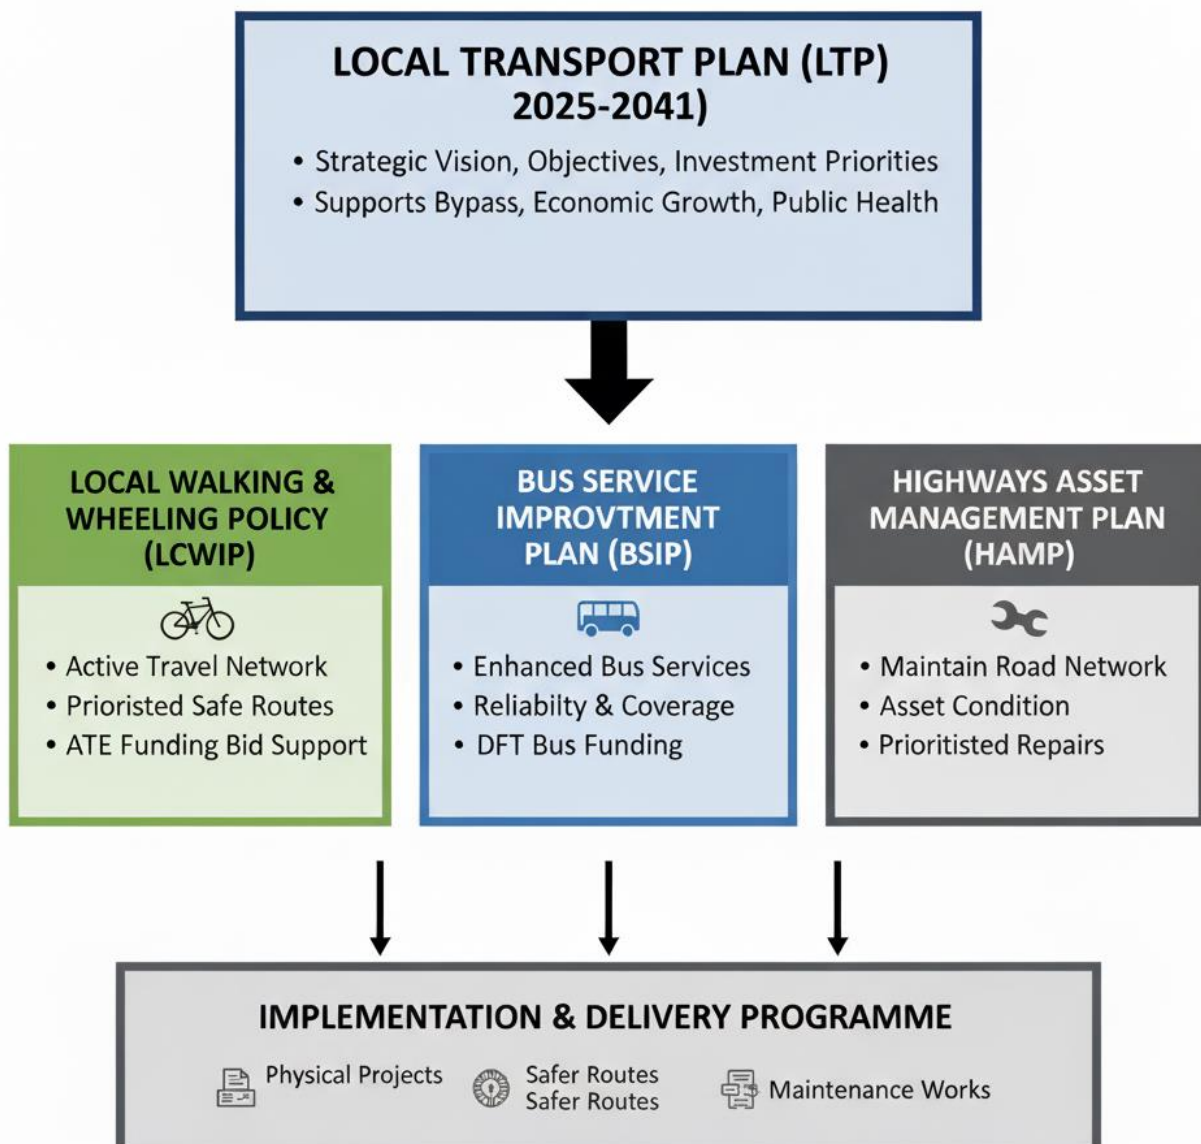 LOCAL TRANSPORT PLAN (LTP)
2025-2041)
• Strategic Vision, Objectives, Investment Priorities
• Supports Bypass, Economic Growth, Public Health
LOCAL WALKING &
WHEELING POLICY
(LCWIP)
• Active Travel Network
• Prioristed Safe Routes
• ATE Funding Bid Support
BUS SERVICE
IMPROVTMENT
PLAN (BSIP)
• Enhanced Bus Services
• Reliabilty & Coverage
• DFT Bus Funding
HIGHWAYS ASSET
MANAGEMENT PLAN
(HAMP)
• Maintain Road Network
• Asset Condition
• Prioritisted Repairs
IMPLEMENTATION & DELIVERY PROGRAMME
Physical Projects
Safer Routes
Safer Routes
Maintenance Works